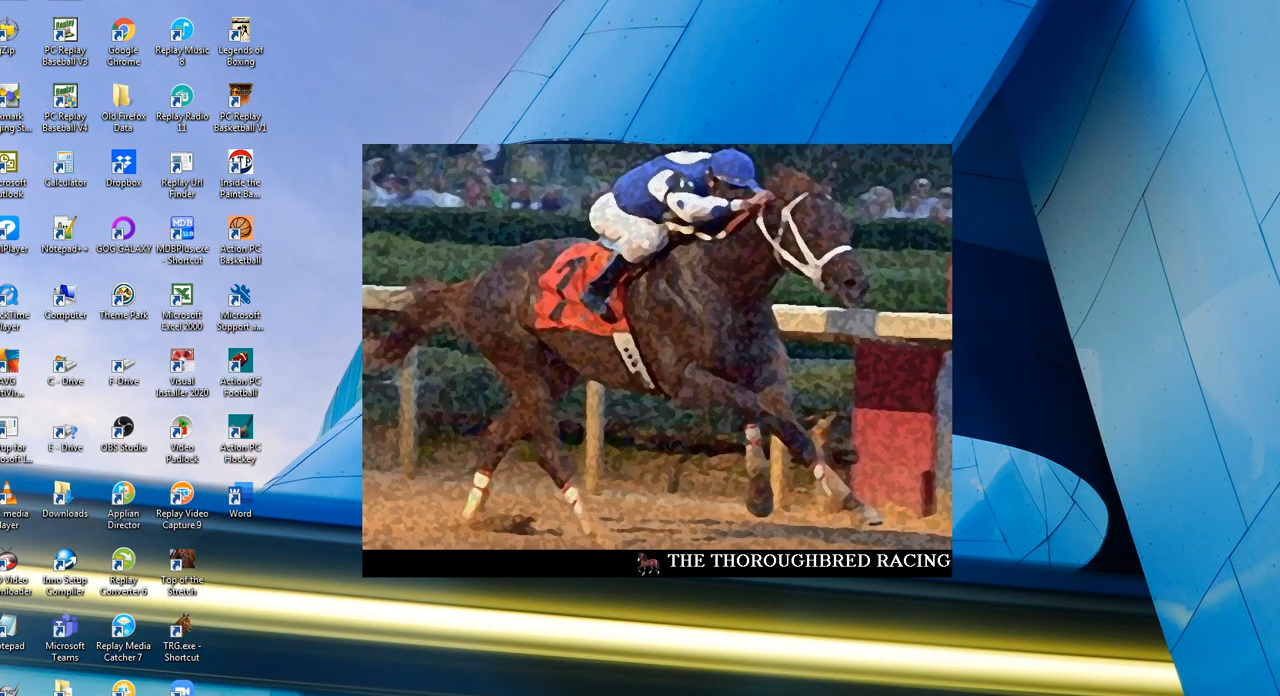 PC Replay
Baseball V3
Google
Chrome
Replay Music
8
Legends of
Boxing
PC Replay
Baseball V4
Old Firefox
Data
Replay Radio
11
PC Replay
Basketball V1
Calculator
Dropbox
Replay Url
Finder
Inside the
Paint Ba...
Notepad++
GOG GALAXY
MDBPlus.exe
- Shortcut
Action PC
Basketball
Computer
Theme Park
Microsoft
Excel 2000
Microsoft
Support a...
C - Drive
F-Drive
Visual
Installer 2020
Action PC
Football
E - Drive
OBS Studio
Video
Padlock
Action PC
Hockey
Downloads
Applian
Director
Replay Video
Capture 9
Word
Inno Setup
Compiler
Replay
Converter 6
Top of the
Stretch
Microsoft
Teams
Replay Media
Catcher 7
TRG.exe -
Shortcut
THE THOROUGHBRED RACING